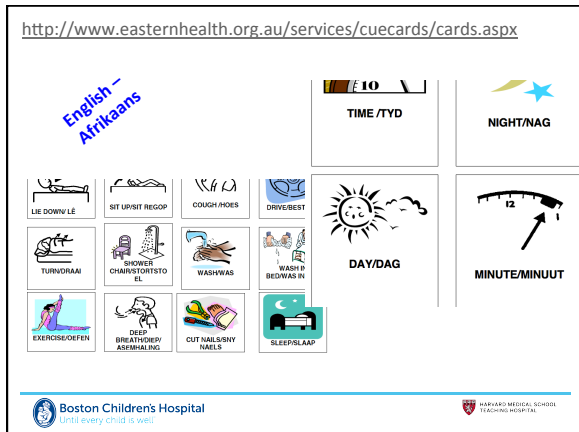 http://www.easternhealth.org.au/services/cuecards/cards.aspx
English –
Afrikaans
10
TIME /TYD
NIGHT/NAG
LIE DOWN/ LÊ
SIT UP/SIT REGOP
COUGH /HOES
DRIVE/BEST
12
1
DAY/DAG
MINUTE/MINUUT
TURN/DRAAI
SHOWER
CHAIR/STORTSTO
EL
WASH/WAS
WASH IN
BED/WAS IN
EXERCISE/OEFEN
DEEP
BREATH/DIEP/
ASEMHALING
CUT NAILS/SNY
NAELS
SLEEP/SLAAP
Boston Children's Hospital
Until every child is well
HARVARD MEDICAL SCHOOL
TEACHING HOSPITAL